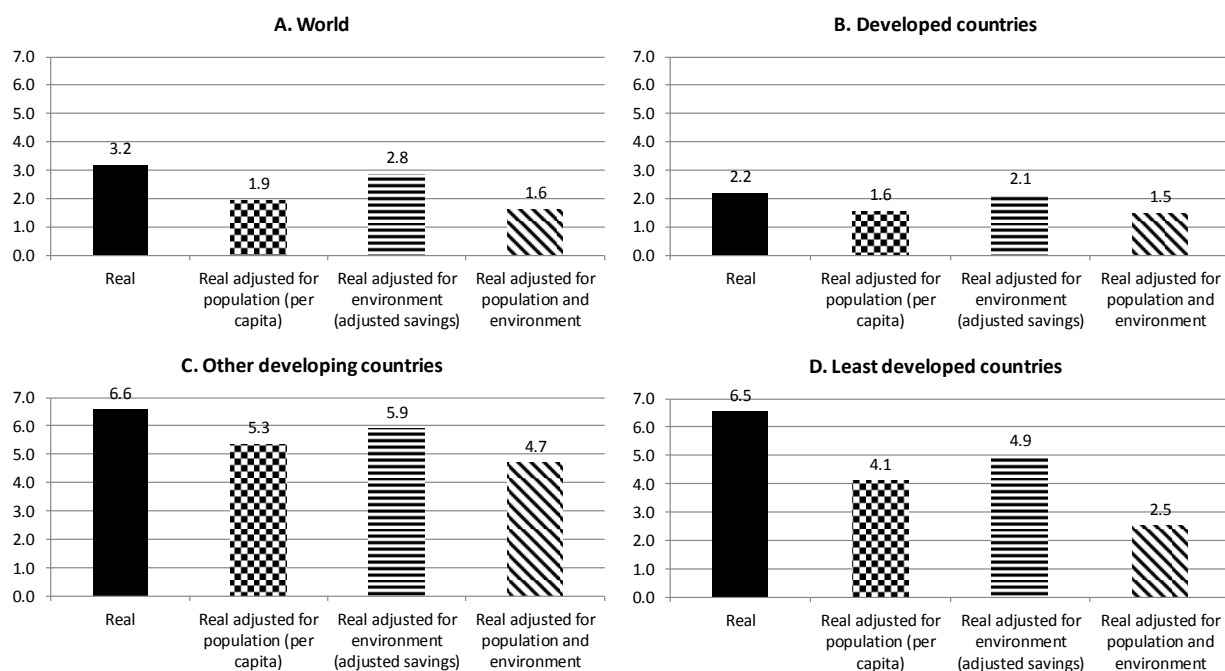 A. World
7.0
6.0
5.0
4.0
3.0
2.0
1.0
0.0
3.2
1.9
2.8
1.6
Real
Real adjusted for population (per capita)
Real adjusted for environment (adjusted savings)
Real adjusted for population and environment
B. Developed countries
7.0
6.0
5.0
4.0
3.0
2.0
1.0
0.0
2.2
1.6
2.1
1.5
Real
Real adjusted for population (per capita)
Real adjusted for environment (adjusted savings)
Real adjusted for population and environment
C. Other developing countries
7.0
6.0
5.0
4.0
3.0
2.0
1.0
0.0
6.6
5.3
5.9
4.7
Real
Real adjusted for population (per capita)
Real adjusted for environment (adjusted savings)
Real adjusted for population and environment
D. Least developed countries
7.0
6.0
5.0
4.0
3.0
2.0
1.0
0.0
6.5
4.1
4.9
2.5
Real
Real adjusted for population (per capita)
Real adjusted for environment (adjusted savings)
Real adjusted for population and environment